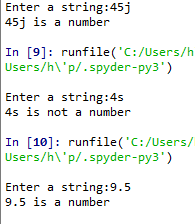 Enter a string:45j
45j is a number
In [9]: runfile('C:/Users/h
Users/h\'p/.spyder-py3')
Enter a string:4s
4s is not a number
In [10]: runfile('C:/Users/
Users/h\'p/.spyder-py3')
Enter a string:9.5
9.5 is a number